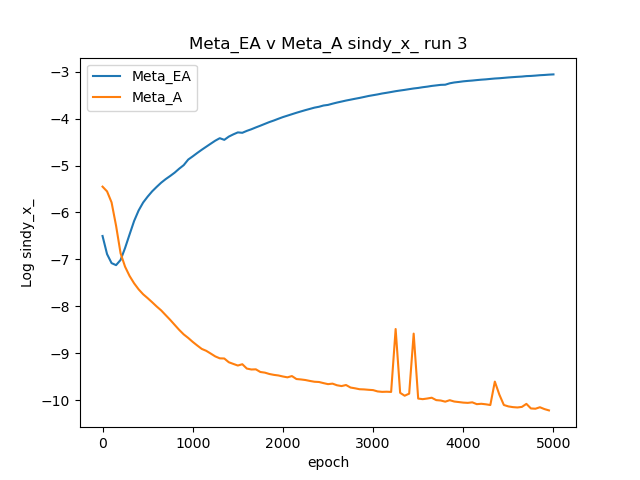 Meta_EA v Meta_A sindy_x_ run 3
Meta_EA
Meta_A
Log sindy_x_
−3
−4
−5
−6
−7
−8
−9
−10
0
1000
2000
3000
4000
5000
epoch